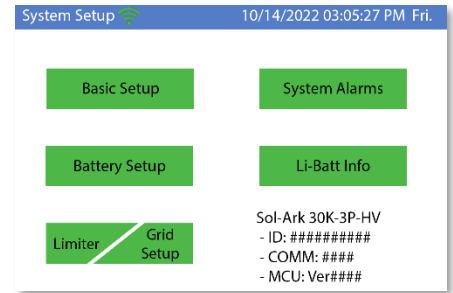 System Setup 10/14/2022 03:05:27 PM Fri.
Basic Setup
System Alarms
Battery Setup
Li-Batt Info
Limiter
Grid
Setup
Sol-Ark 30K-3P-HV
- ID: ##########
- COMM: ####
- MCU: Ver####